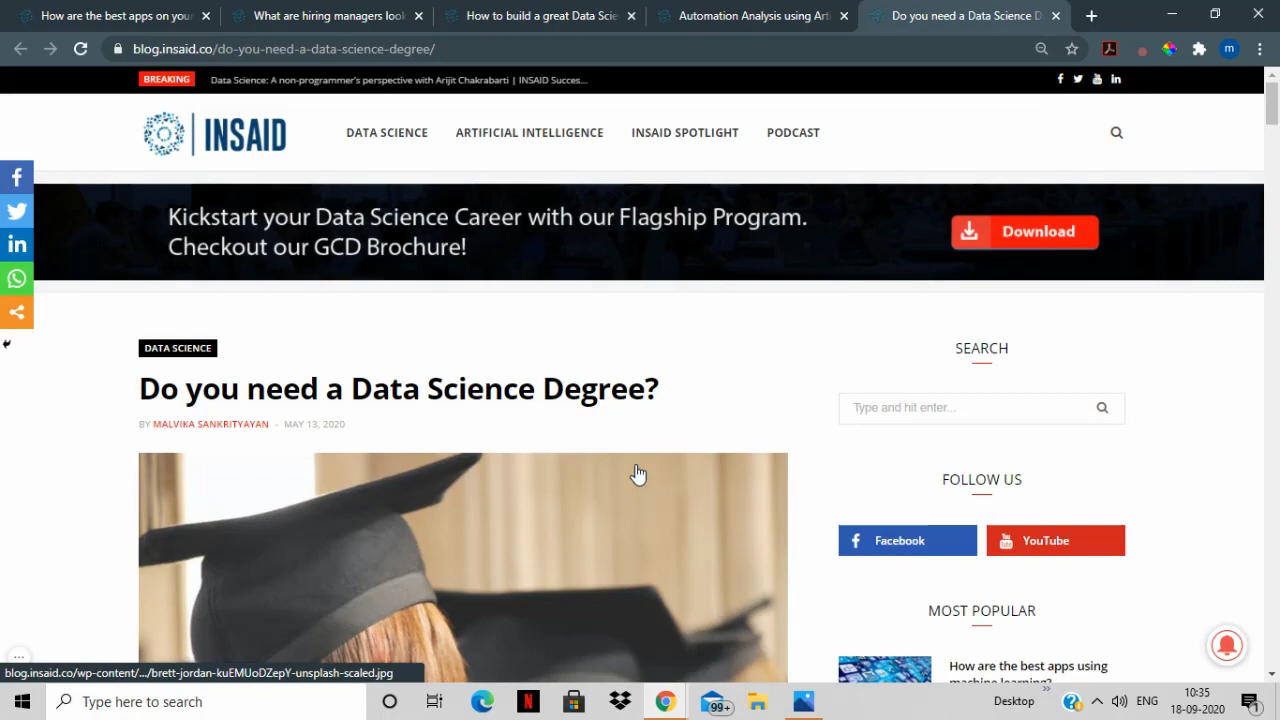 How are the best apps on your
What are hiring managers look
How to build a great Data Scie
Automation Analysis using Arti
Do you need a Data Science D
blog.insaid.co/do-you-need-a-data-science-degree/
m
BREAKING
Data Science: A non-programmer's perspective with Arijit Chakrabarti | INSAID Succes...
INSAID
DATA SCIENCE
ARTIFICIAL INTELLIGENCE
INSAID SPOTLIGHT
PODCAST
Kickstart your Data Science Career with our Flagship Program.
Checkout our GCD Brochure!
Download
DATA SCIENCE
Do you need a Data Science Degree?
BY MALVIKA SANKRITYAYAN - MAY 13, 2020
SEARCH
Type and hit enter...
FOLLOW US
Facebook
YouTube
MOST POPULAR
How are the best apps using
machine learning?
blog.insaid.co/wp-content/.../brett-jordan-kuEMUoDZepY-unsplash-scaled.jpg
Type here to search
99+
Desktop
ENG
10:35
18-09-2020
1